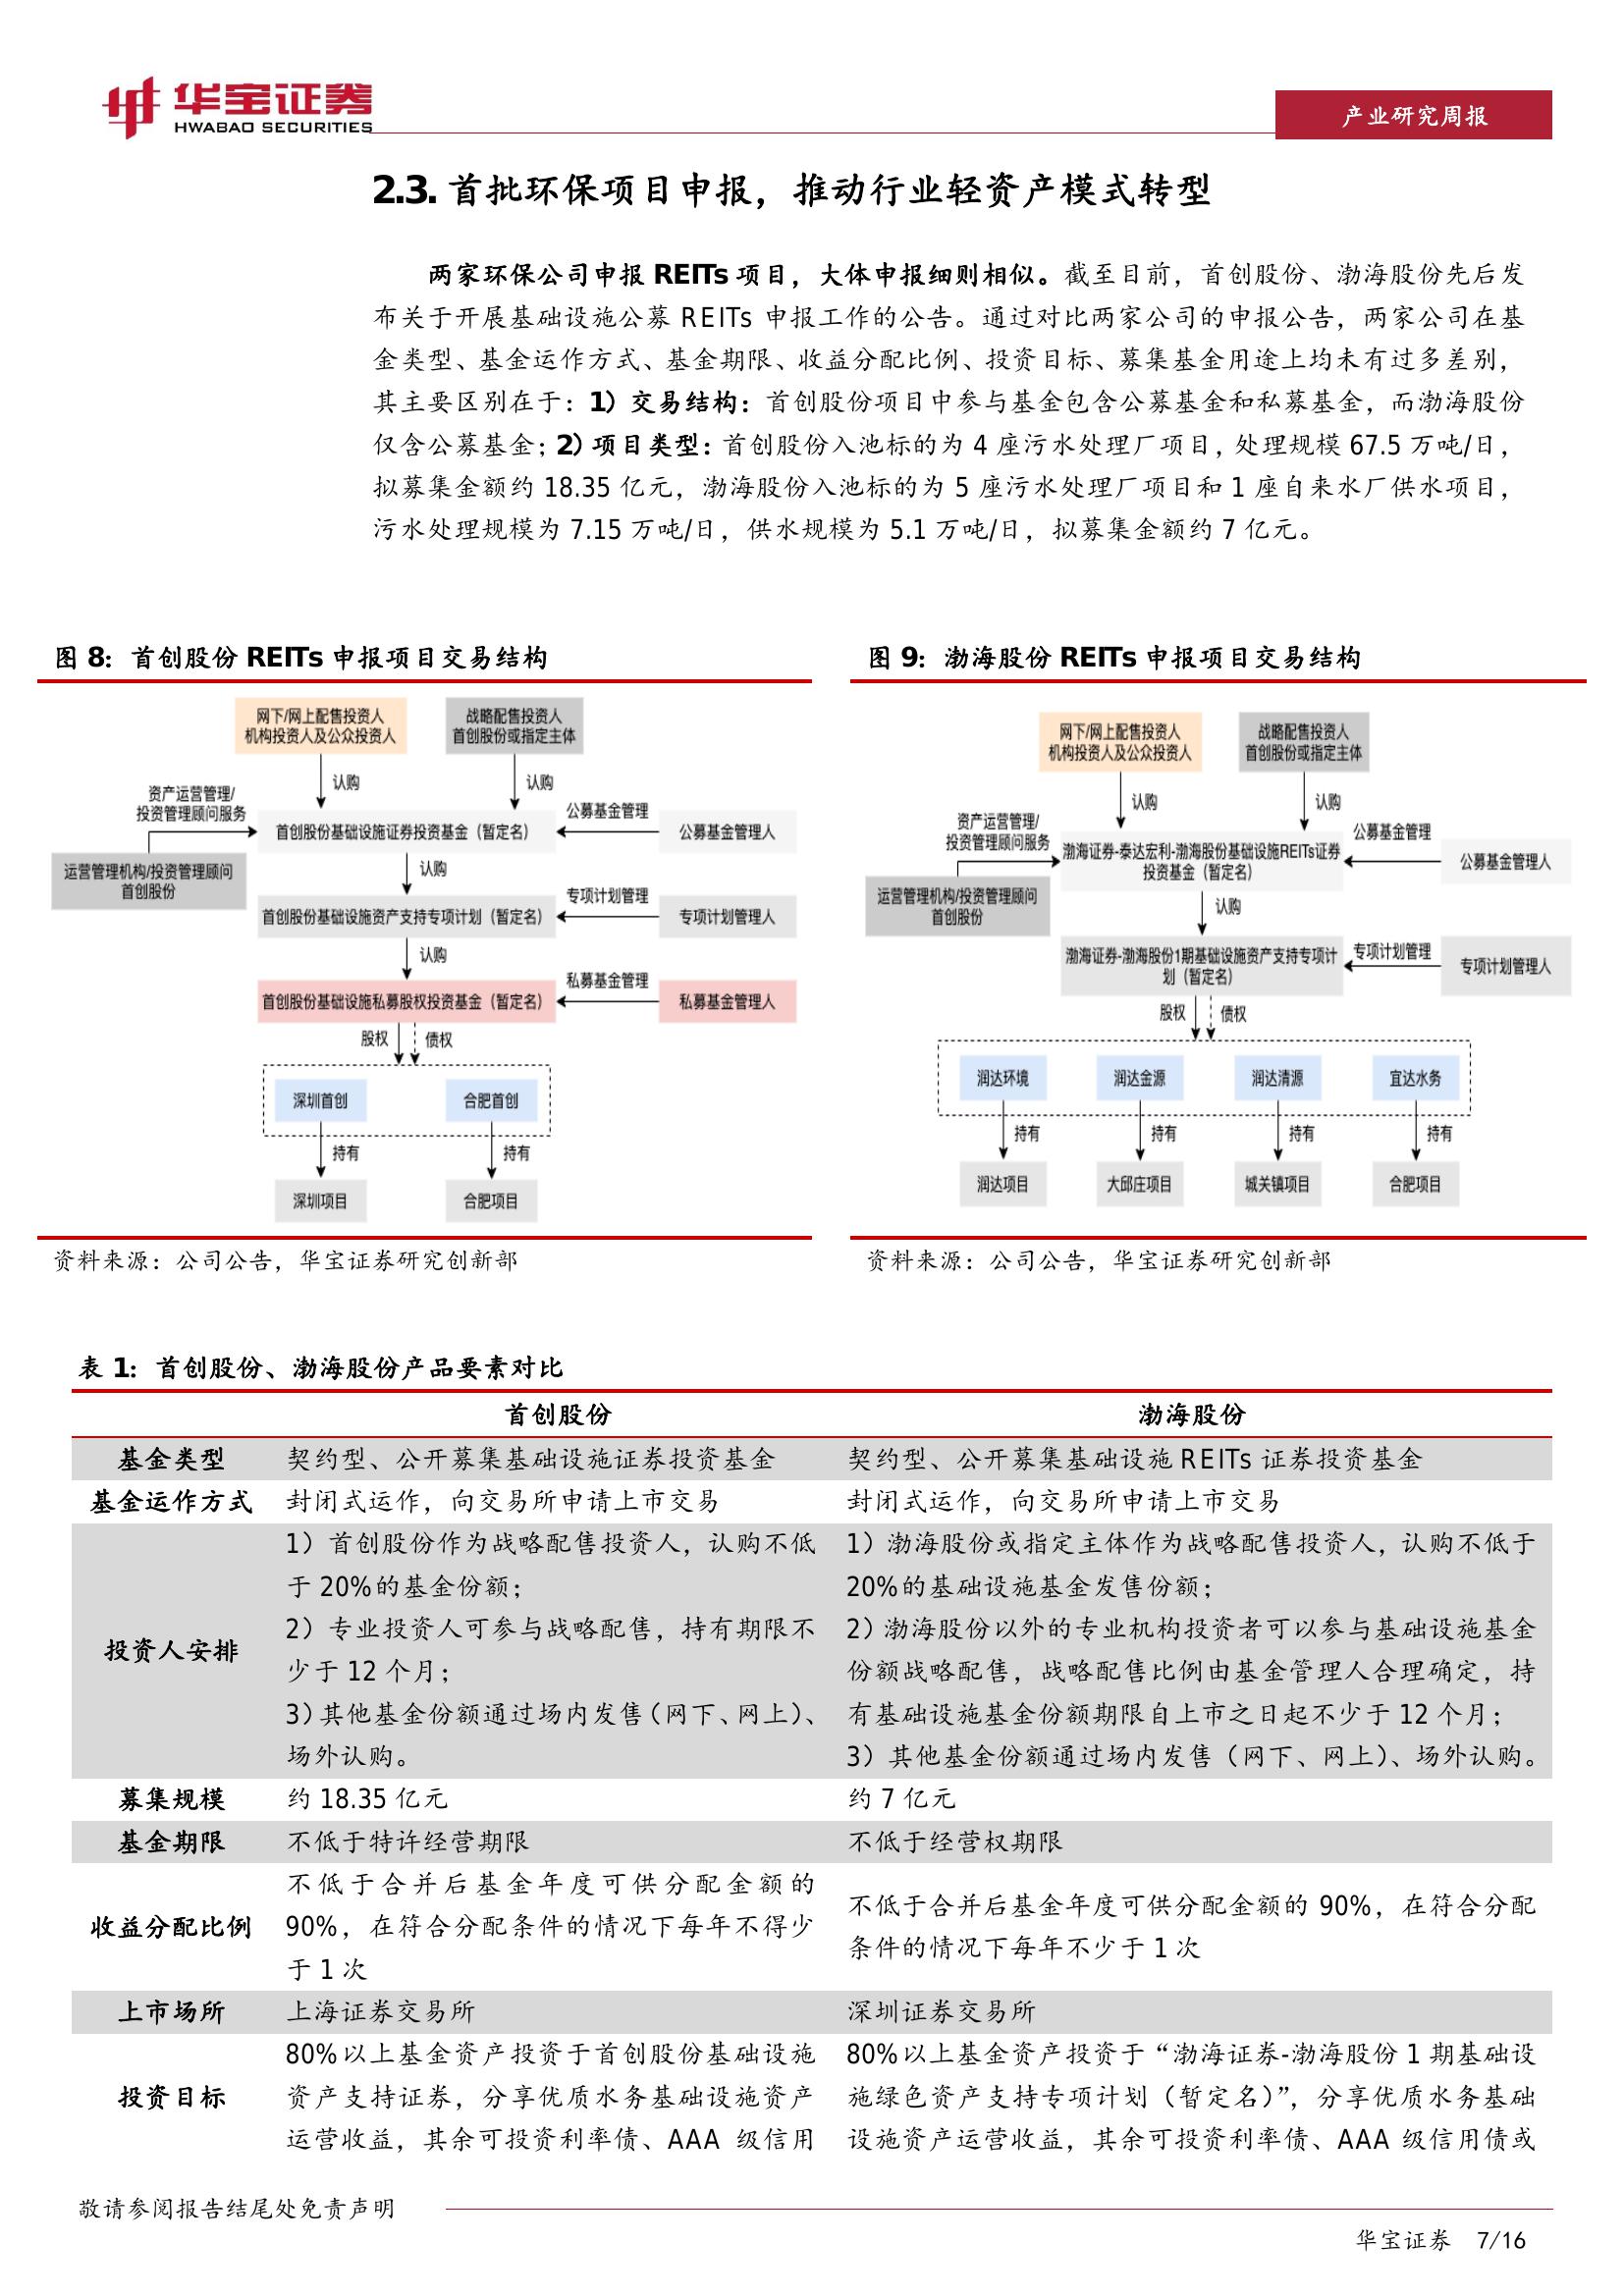 华宝证券
HWABAO SECURITIES
产业研究周报
2.3. 首批环保项目申报，推动行业轻资产模式转型
两家环保公司申报 REITs 项目，大体申报细则相似。截至目前，首创股份、渤海股份先后发
布关于开展基础设施公募 REITs 申报工作的公告。通过对比两家公司的申报公告，两家公司在基
金类型、基金运作方式、基金期限、收益分配比例、投资目标、募集基金用途上均未有过多差别，
其主要区别在于：1）交易结构：首创股份项目中参与基金包含公募基金和私募基金，而渤海股份
仅含公募基金；2）项目类型：首创股份入池标的为 4 座污水处理厂项目，处理规模 67.5 万吨/日，
拟募集金额约 18.35 亿元，渤海股份入池标的为 5 座污水处理厂项目和 1 座自来水厂供水项目，
污水处理规模为 7.15 万吨/日，供水规模为 5.1 万吨/日，拟募集金额约 7 亿元。
图 8：首创股份 REITs 申报项目交易结构
网下/网上配售投资人
机构投资人及公众投资人
战略配售投资人
首创股份或指定主体
认购
认购
资产运营管理/
投资管理顾问服务
首创股份基础设施证券投资基金（暂定名）
公募基金管理
公募基金管理人
运营管理机构/投资管理顾问
首创股份
认购
首创股份基础设施资产支持专项计划（暂定名）
专项计划管理
专项计划管理人
认购
首创股份基础设施私募股权投资基金（暂定名）
私募基金管理
私募基金管理人
股权
债权
深圳首创
合肥首创
持有
持有
深圳项目
合肥项目
资料来源：公司公告，华宝证券研究创新部
图 9：渤海股份 REITs 申报项目交易结构
网下/网上配售投资人
机构投资人及公众投资人
战略配售投资人
首创股份或指定主体
认购
认购
资产运营管理/
投资管理顾问服务
渤海证券-泰达宏利-渤海股份基础设施REITs证券
投资基金（暂定名）
公募基金管理
公募基金管理人
运营管理机构/投资管理顾问
首创股份
认购
渤海证券-渤海股份1期基础设施资产支持专项计
划（暂定名）
专项计划管理
专项计划管理人
股权
债权
润达环境
润达金源
润达清源
宜达水务
持有
持有
持有
持有
润达项目
大邱庄项目
城关镇项目
合肥项目
资料来源：公司公告，华宝证券研究创新部
表 1：首创股份、渤海股份产品要素对比
首创股份
渤海股份
基金类型
契约型、公开募集基础设施证券投资基金
契约型、公开募集基础设施 REITs 证券投资基金
基金运作方式
封闭式运作，向交易所申请上市交易
封闭式运作，向交易所申请上市交易
投资人安排
1）首创股份作为战略配售投资人，认购不低
于 20%的基金份额；
2）专业投资人可参与战略配售，持有期限不
少于 12 个月；
3）其他基金份额通过场内发售（网下、网上）、
场外认购。
1）渤海股份或指定主体作为战略配售投资人，认购不低于
20%的基础设施基金发售份额；
2）渤海股份以外的专业机构投资者可以参与基础设施基金
份额战略配售，战略配售比例由基金管理人合理确定，持
有基础设施基金份额期限自上市之日起不少于 12 个月；
3）其他基金份额通过场内发售（网下、网上）、场外认购。
募集规模
约 18.35 亿元
约 7 亿元
基金期限
不低于特许经营期限
不低于经营权期限
收益分配比例
不低于合并后基金年度可供分配金额的
90%，在符合分配条件的情况下每年不得少
于 1 次
不低于合并后基金年度可供分配金额的 90%，在符合分配
条件的情况下每年不少于 1 次
上市场所
上海证券交易所
深圳证券交易所
投资目标
80%以上基金资产投资于首创股份基础设施
资产支持证券，分享优质水务基础设施资产
运营收益，其余可投资利率债、AAA 级信用
80%以上基金资产投资于“渤海证券-渤海股份 1 期基础设
施绿色资产支持专项计划（暂定名）”，分享优质水务基础
设施资产运营收益，其余可投资利率债、AAA 级信用债或
敬请参阅报告结尾处免责声明
华宝证券 7/16